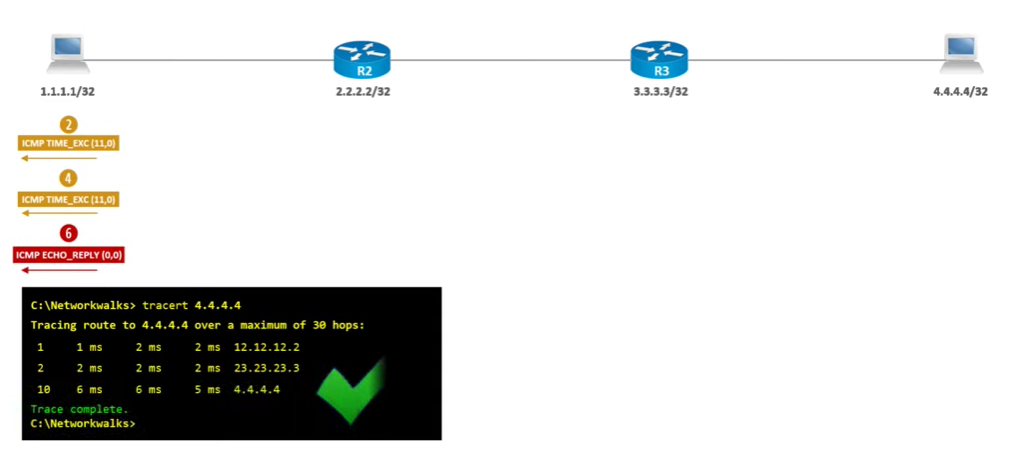 R2
R3
1.1.1.1/32
2.2.2.2/32
3.3.3.3/32
4.4.4.4/32
2
ICMP TIME_EXC (11,0)
4
ICMP TIME_EXC (11,0)
6
ICMP ECHO_REPLY (0,0)
C:\Networkwalks> tracert 4.4.4.4
Tracing route to 4.4.4.4 over a maximum of 30 hops:
1 1 ms 2 ms 2 ms 12.12.12.2
2 2 ms 2 ms 2 ms 23.23.23.3
10 6 ms 6 ms 5 ms 4.4.4.4
Trace complete.
C:\Networkwalks>